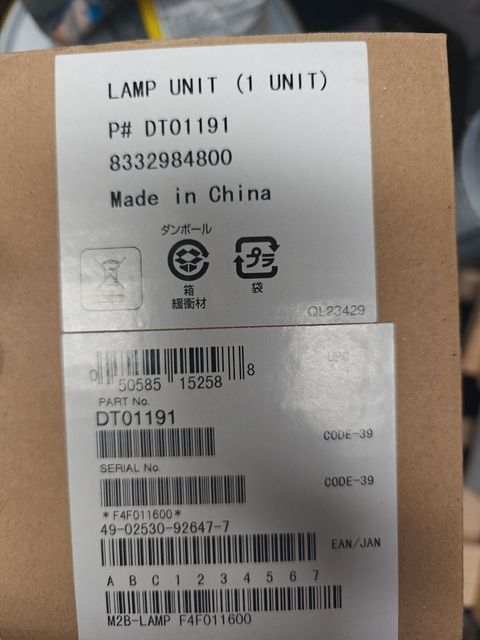 LAMP UNIT (1 UNIT)
P# DT01191
8332984800
Made in China
ダンボール
プラ
箱
緩衝材
袋
QL23429
0 50585 15258 8
UPC
PART No.
DT01191
CODE-39
SERIAL No.
CODE-39
*F4F011600*
49-02530-92647-7
EAN/JAN
A B C 1 2 3 4 5 6 7
M2B-LAMP F4F011600